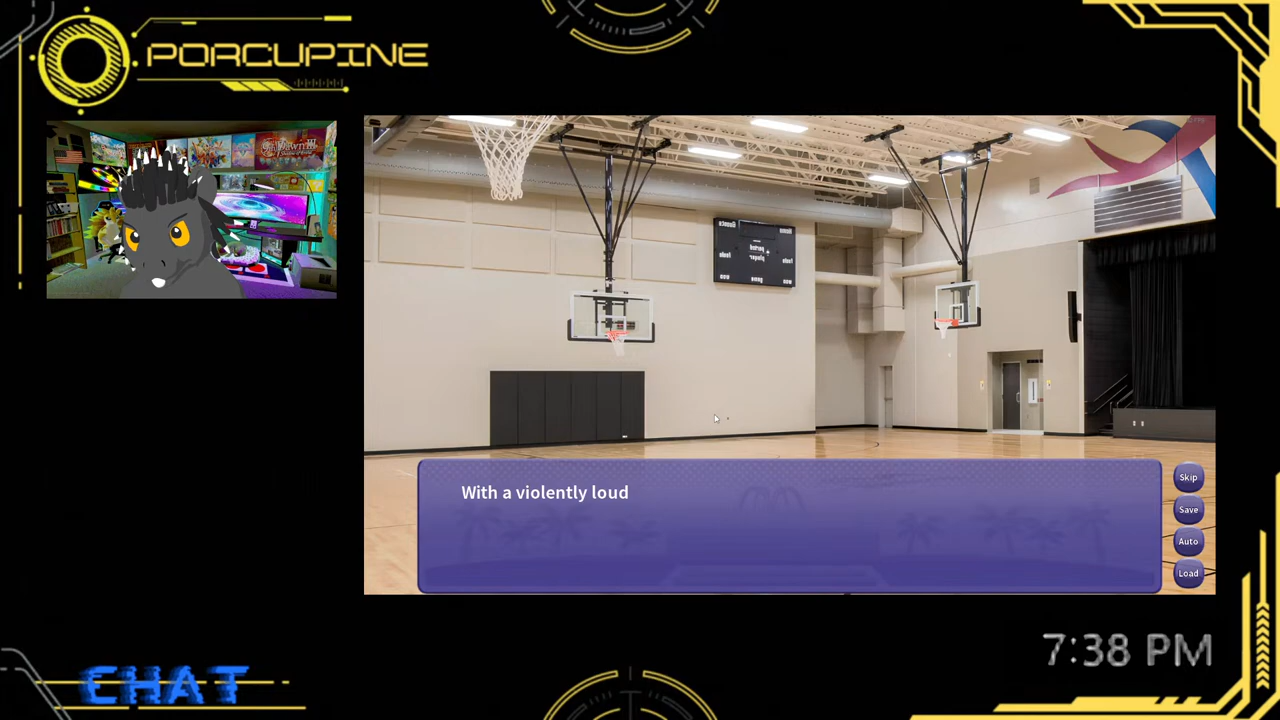 PORCUPINE
With a violently loud
Skip
Save
Auto
Load
7:38 PM
CHAT